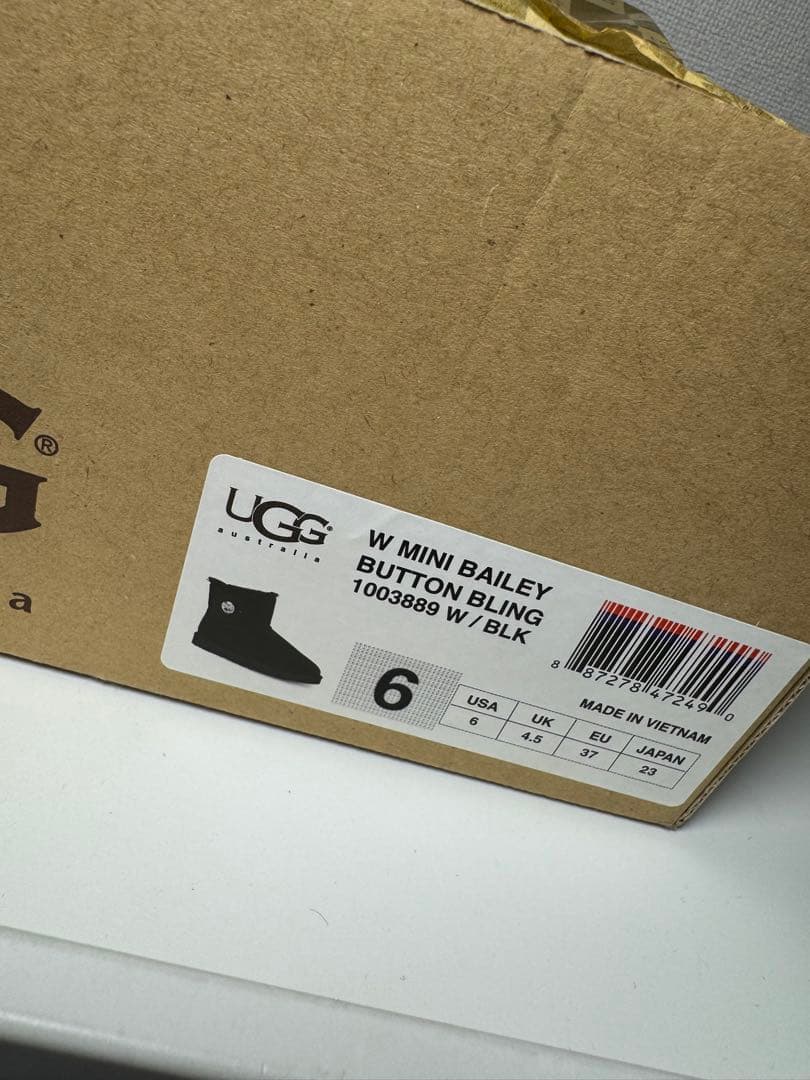 ®
G
a
UGG®
australia
W MINI BAILEY
BUTTON BLING
1003889 W / BLK
6
8 87278 47249 0
MADE IN VIETNAM
USA UK EU JAPAN
6 4.5 37 23